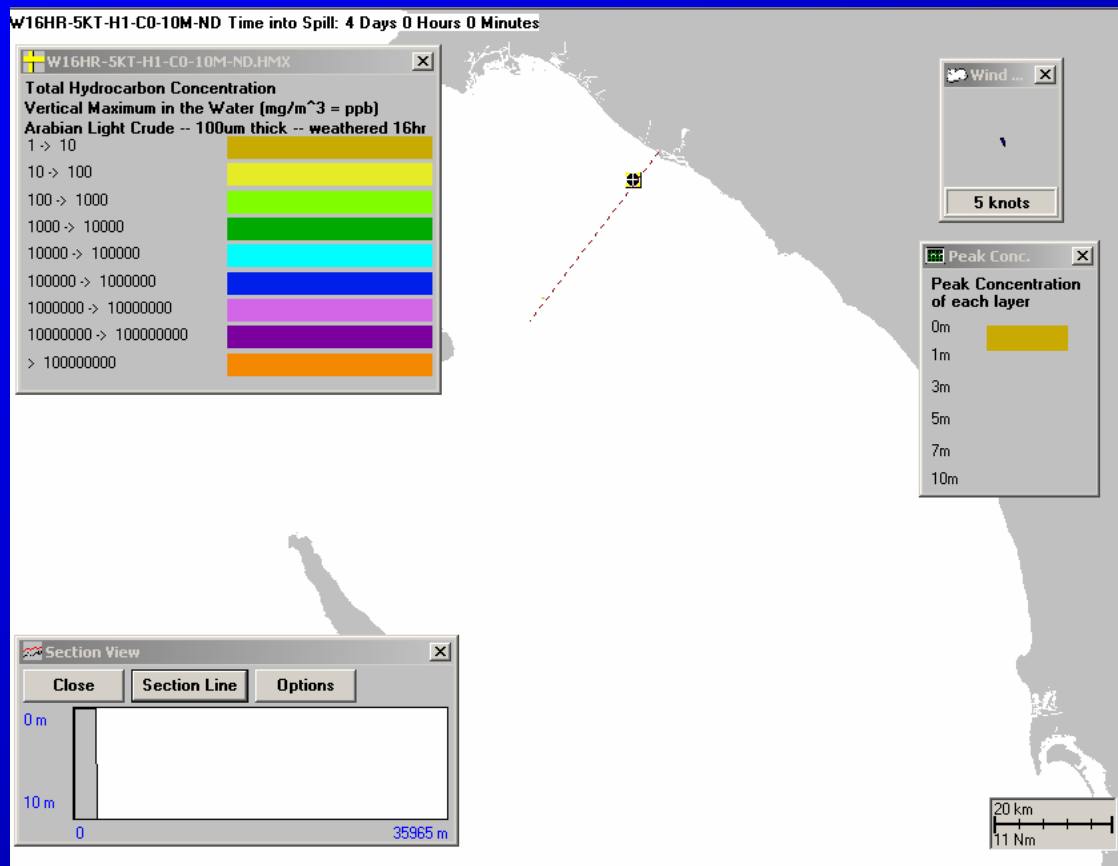 W16HR-5KT-H1-C0-10M-ND Time into Spill: 4 Days 0 Hours 0 Minutes
W16HR-5KT-H1-C0-10M-ND.HMX
Total Hydrocarbon Concentration
Vertical Maximum in the Water (mg/m^3 = ppb)
Arabian Light Crude -- 100um thick -- weathered 16hr
1 -> 10
10 -> 100
100 -> 1000
1000 -> 10000
10000 -> 100000
100000 -> 1000000
1000000 -> 10000000
10000000 -> 100000000
> 100000000
Wind ...
5 knots
Peak Conc.
Peak Concentration
of each layer
0m
1m
3m
5m
7m
10m
Section View
Close Section Line Options
0 m
10 m
0 35965 m
20 km
11 Nm